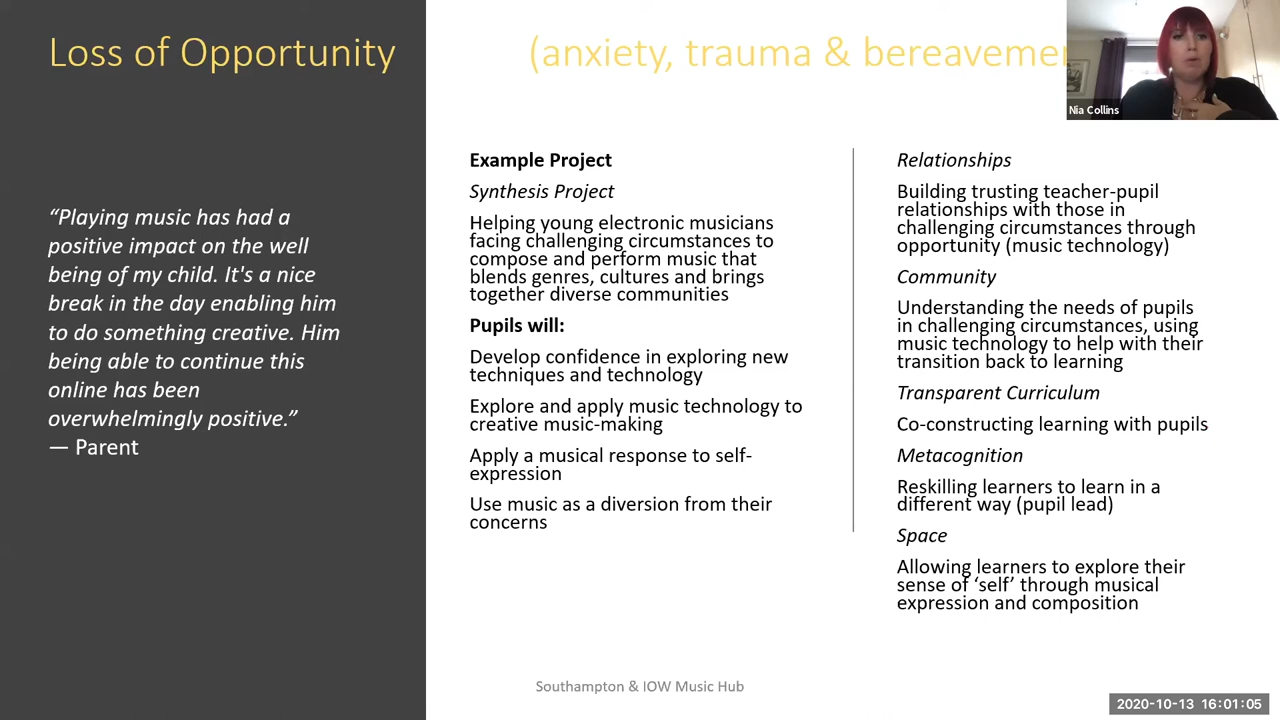 Loss of Opportunity
(anxiety, trauma & bereavemen
Nia Collins
“Playing music has had a
positive impact on the well
being of my child. It's a nice
break in the day enabling him
to do something creative. Him
being able to continue this
online has been
overwhelmingly positive.”
— Parent
Example Project
Synthesis Project
Helping young electronic musicians
facing challenging circumstances to
compose and perform music that
blends genres, cultures and brings
together diverse communities
Pupils will:
Develop confidence in exploring new
techniques and technology
Explore and apply music technology to
creative music-making
Apply a musical response to self-
expression
Use music as a diversion from their
concerns
Relationships
Building trusting teacher-pupil
relationships with those in
challenging circumstances through
opportunity (music technology)
Community
Understanding the needs of pupils
in challenging circumstances, using
music technology to help with their
transition back to learning
Transparent Curriculum
Co-constructing learning with pupils
Metacognition
Reskilling learners to learn in a
different way (pupil lead)
Space
Allowing learners to explore their
sense of ‘self’ through musical
expression and composition
Southampton & IOW Music Hub
2020-10-13 16:01:05